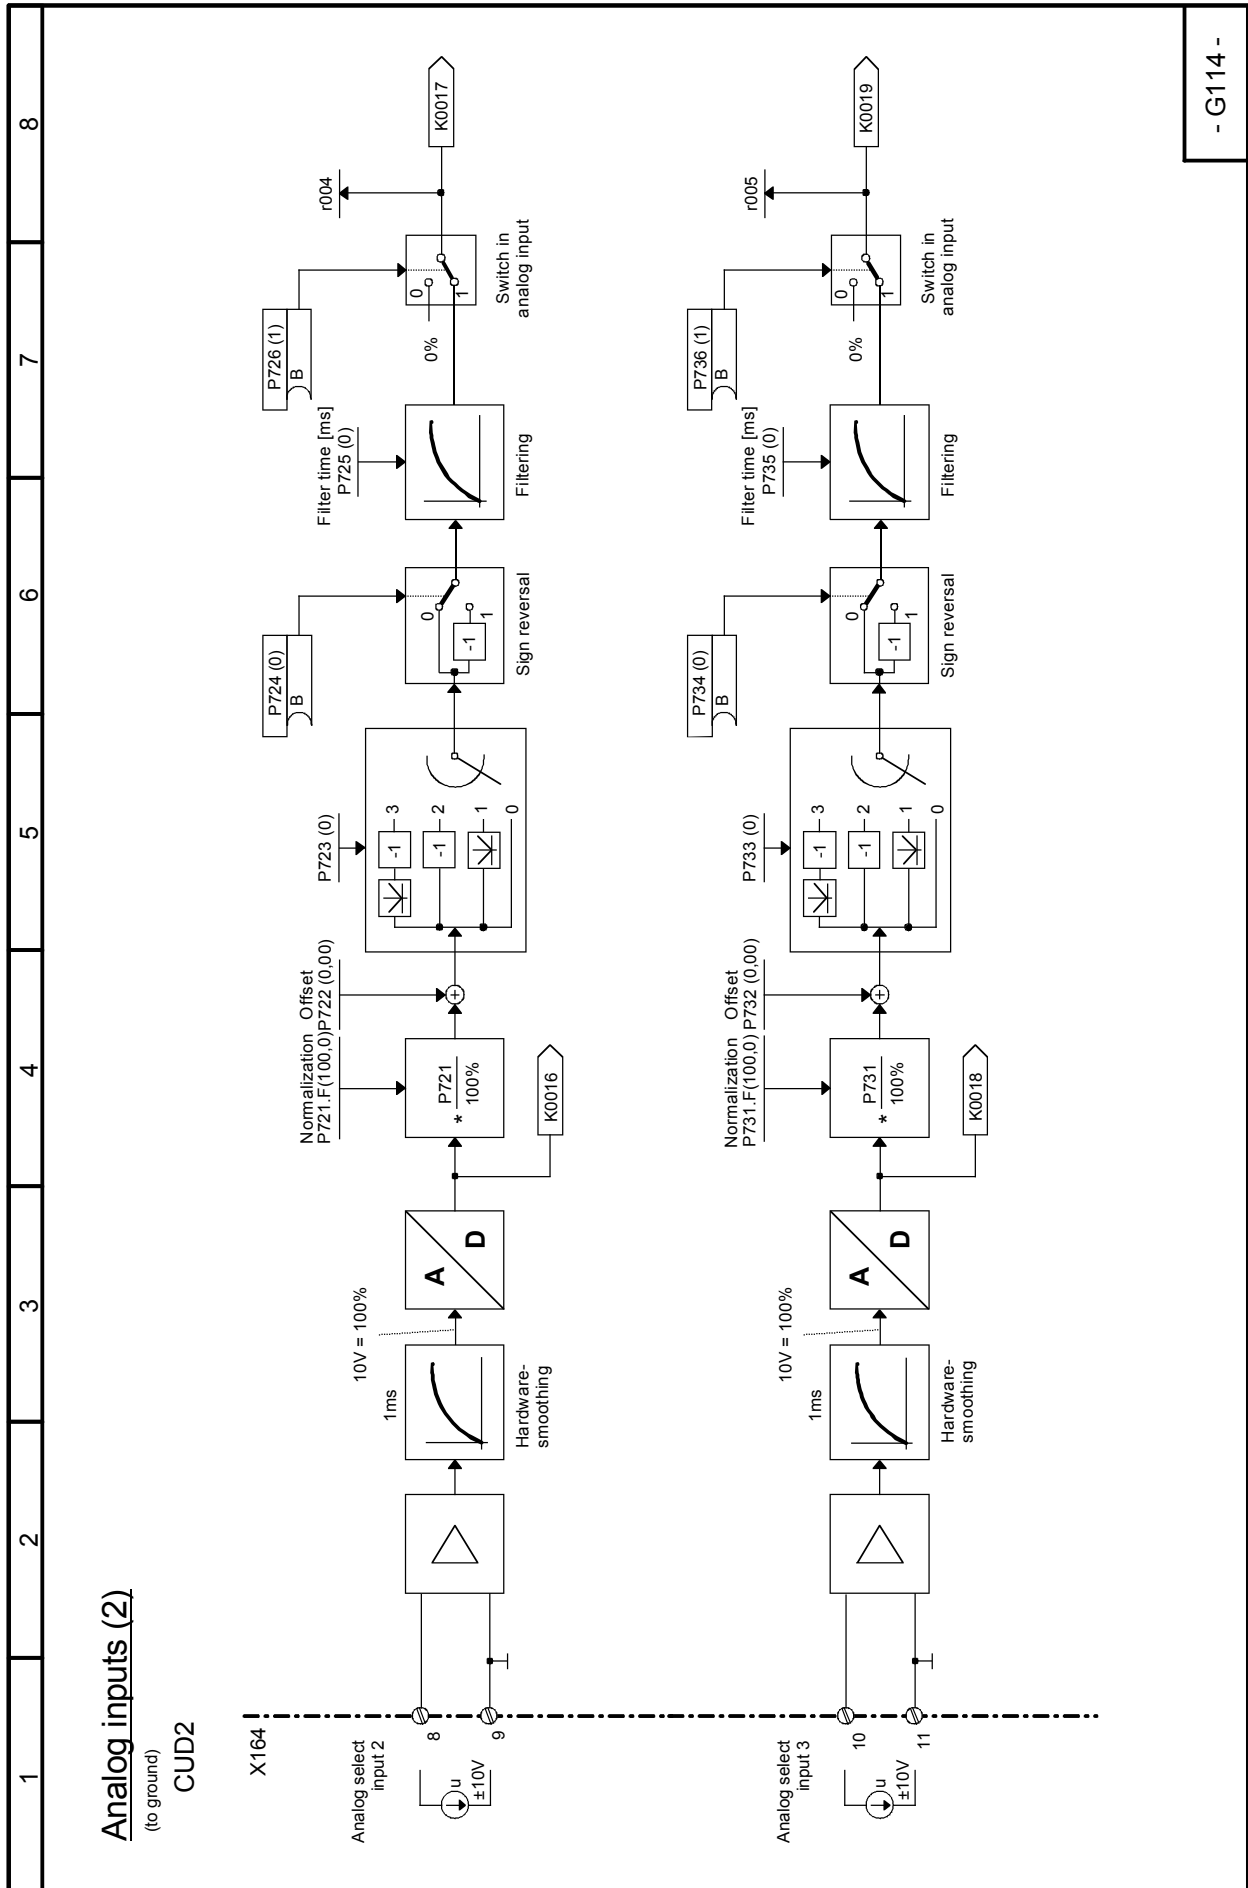 1 2 3 4 5 6 7 8
Analog inputs (2)
(to ground)
CUD2
X164
Analog select
input 2
8
9
u
±10V
1ms
Hardware-
smoothing
10V = 100%
A
D
K0016
Normalization
P721.F(100,0)
*
P721
100%
Offset
P722 (0,00)
+
P723 (0)
-1
3
-1
2
1
0
P724 (0)
B
0
-1
1
Sign reversal
Filter time [ms]
P725 (0)
Filtering
P726 (1)
B
0%
0
1
Switch in
analog input
r004
K0017
Analog select
input 3
10
11
u
±10V
1ms
Hardware-
smoothing
10V = 100%
A
D
K0018
Normalization
P731.F(100,0)
*
P731
100%
Offset
P732 (0,00)
+
P733 (0)
-1
3
-1
2
1
0
P734 (0)
B
0
-1
1
Sign reversal
Filter time [ms]
P735 (0)
Filtering
P736 (1)
B
0%
0
1
Switch in
analog input
r005
K0019
- G114 -